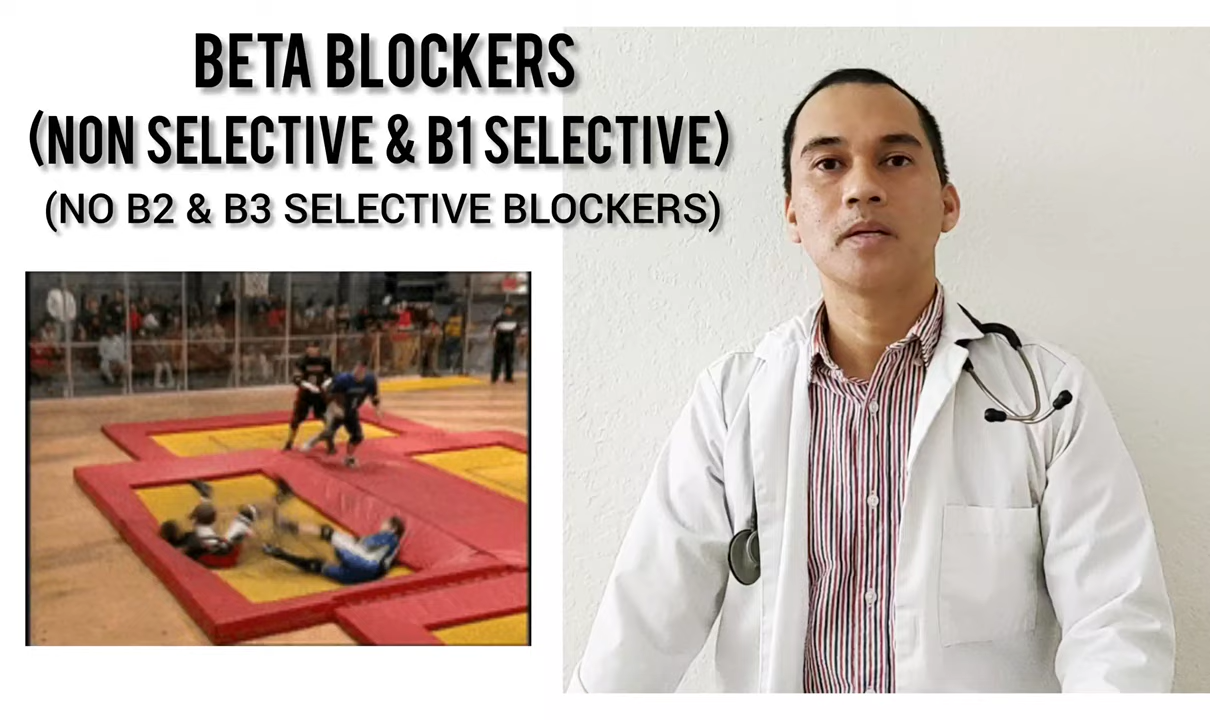 BETA BLOCKERS
(NON SELECTIVE & B1 SELECTIVE)
(NO B2 & B3 SELECTIVE BLOCKERS)